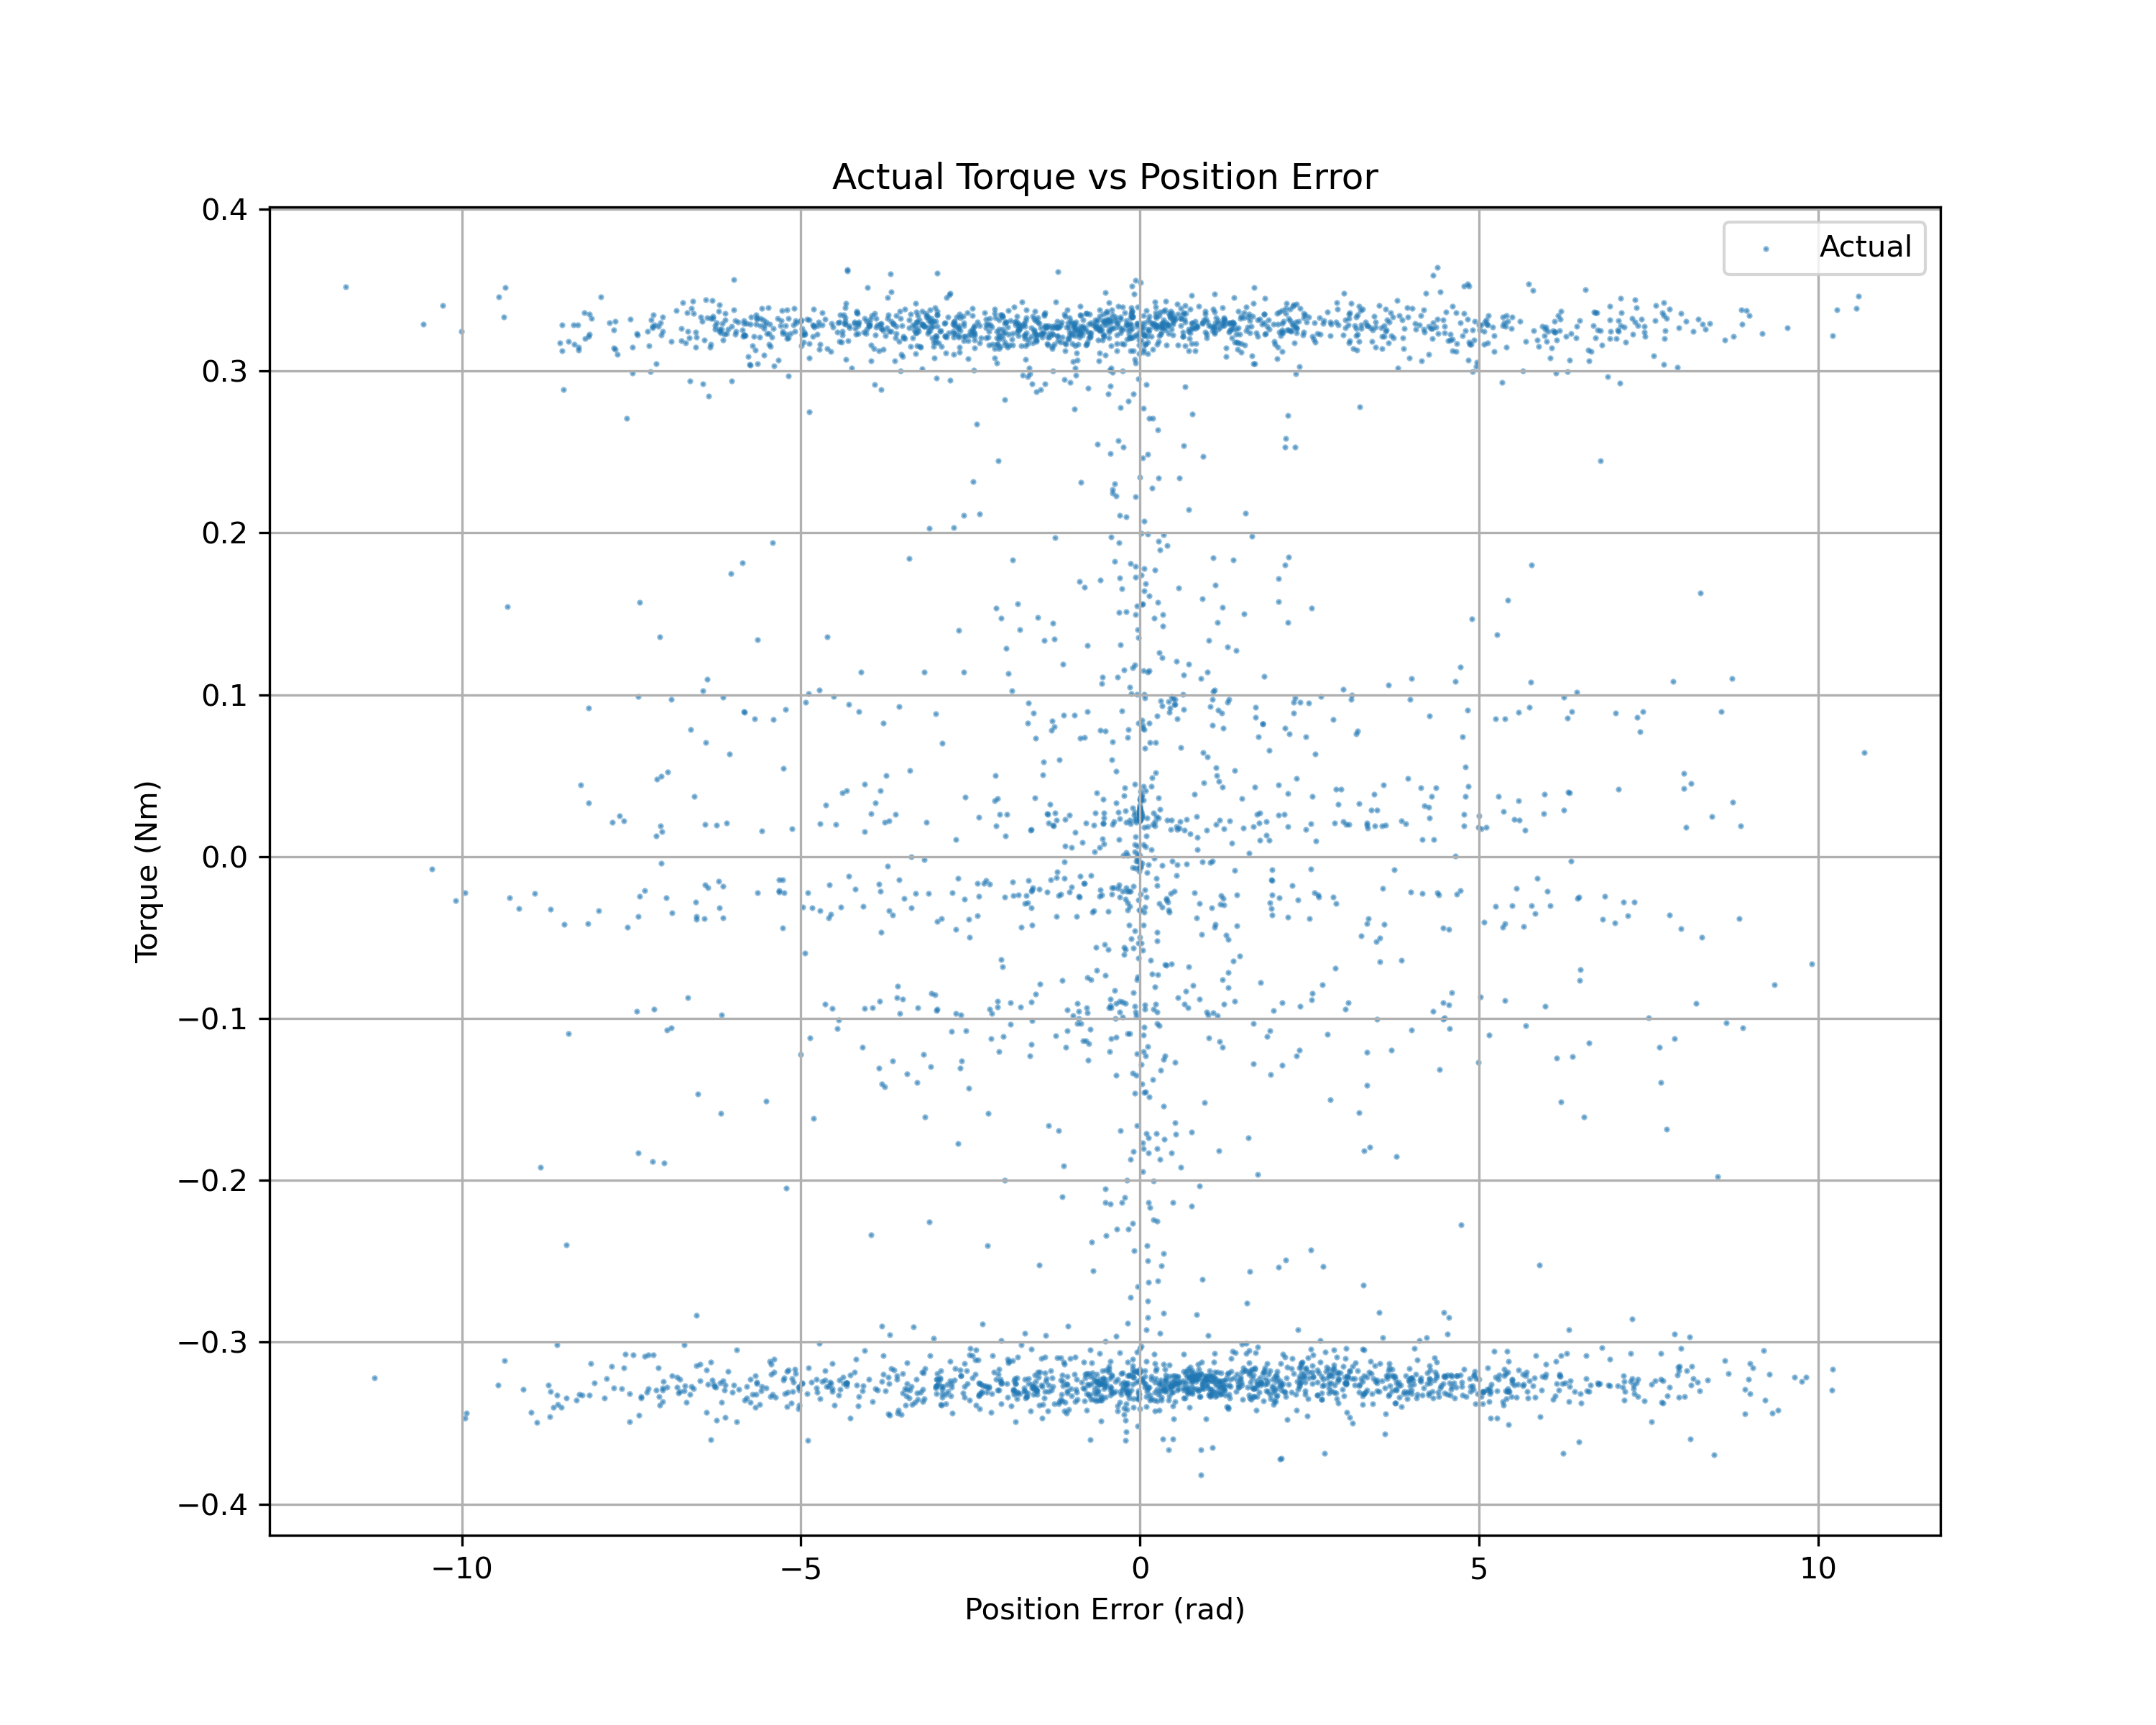 Actual Torque vs Position Error
Actual
0.4
0.3
0.2
0.1
0.0
−0.1
−0.2
−0.3
−0.4
Torque (Nm)
−10 −5 0 5 10
Position Error (rad)